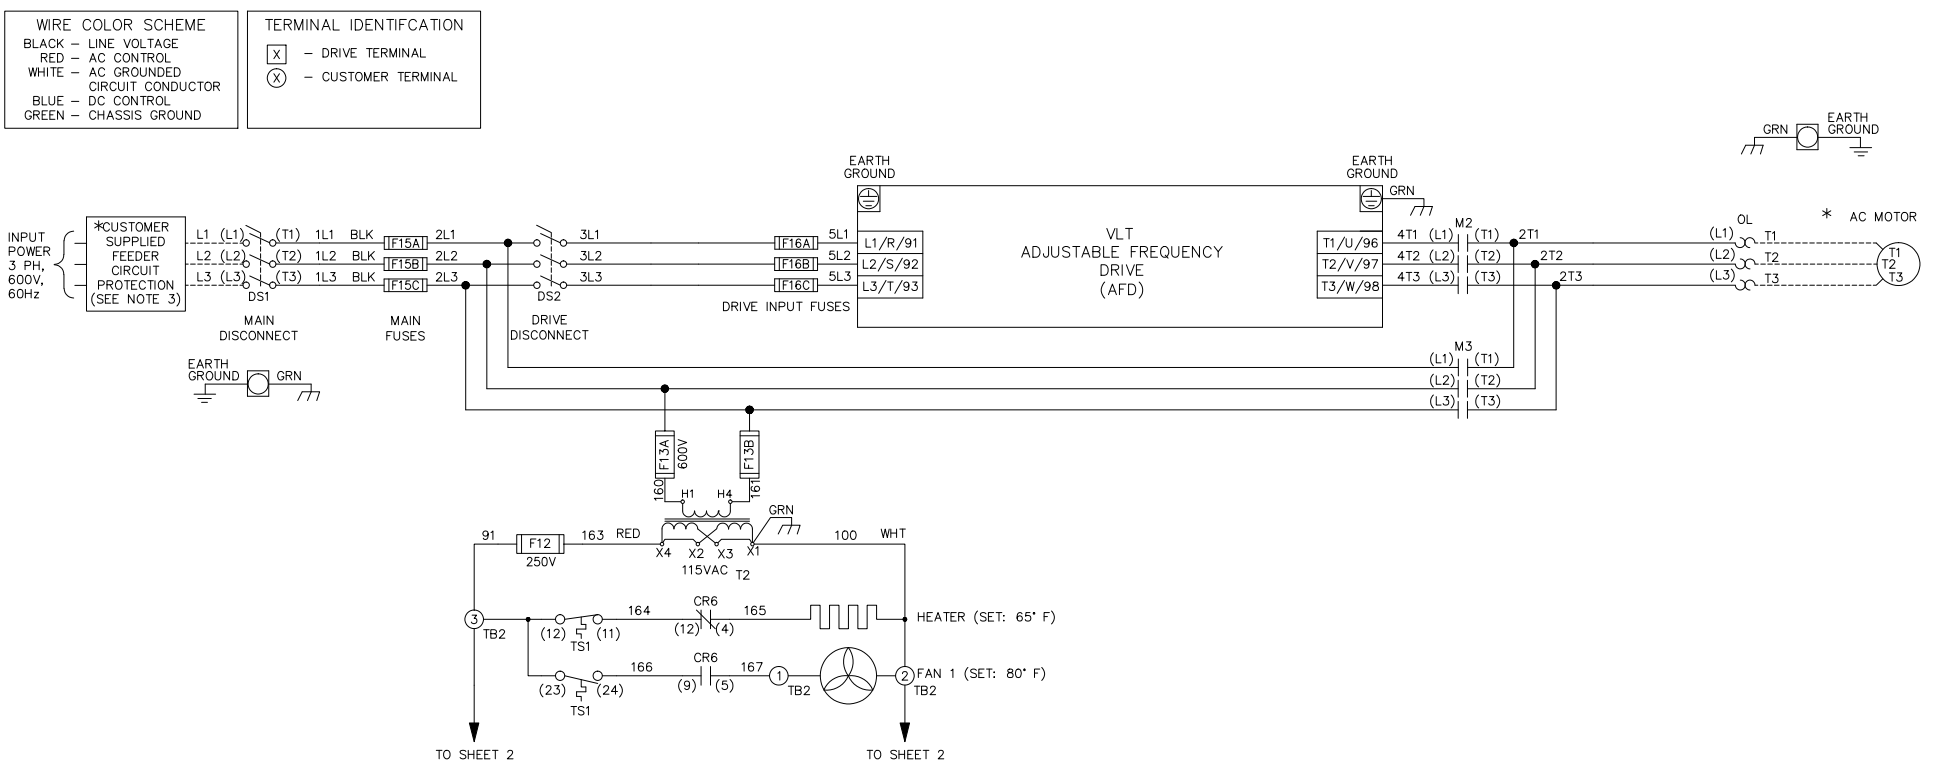 WIRE COLOR SCHEME
BLACK – LINE VOLTAGE
RED – AC CONTROL
WHITE – AC GROUNDED
CIRCUIT CONDUCTOR
BLUE – DC CONTROL
GREEN – CHASSIS GROUND
TERMINAL IDENTIFCATION
X – DRIVE TERMINAL
X – CUSTOMER TERMINAL
GRN
EARTH
GROUND
EARTH
GROUND
EARTH
GROUND
GRN
INPUT
POWER
3 PH,
600V,
60Hz
*CUSTOMER
SUPPLIED
FEEDER
CIRCUIT
PROTECTION
(SEE NOTE 3)
L1 (L1) (T1) 1L1 BLK F15A 2L1 3L1 F16A 5L1 L1/R/91
L2 (L2) (T2) 1L2 BLK F15B 2L2 3L2 F16B 5L2 L2/S/92
L3 (L3) (T3) 1L3 BLK F15C 2L3 3L3 F16C 5L3 L3/T/93
DS1
MAIN
DISCONNECT
MAIN
FUSES
DS2
DRIVE
DISCONNECT
DRIVE INPUT FUSES
VLT
ADJUSTABLE FREQUENCY
DRIVE
(AFD)
M2
T1/U/96 4T1 (L1) (T1) 2T1
T2/V/97 4T2 (L2) (T2) 2T2
T3/W/98 4T3 (L3) (T3) 2T3
OL
(L1) T1
(L2) T2
(L3) T3
* AC MOTOR
T1
T2
T3
M3
(L1) (T1)
(L2) (T2)
(L3) (T3)
EARTH
GROUND
GRN
F13A
600V
F13B
160
161
H1 H4
GRN
91 F12 163 RED
250V
X4 X2 X3 X1
100 WHT
115VAC T2
3
TB2
(12) (11)
TS1
164
CR6
(12) (4)
165
HEATER (SET: 65° F)
(23) (24)
TS1
166
CR6
(9) (5)
167
1
TB2
2
TB2
FAN 1 (SET: 80° F)
TO SHEET 2
TO SHEET 2